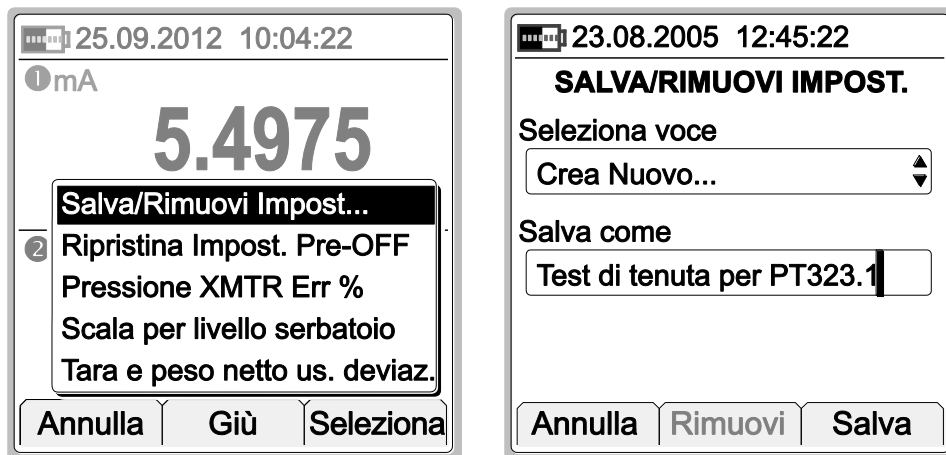 25.09.2012 10:04:22
❶mA
5.4975
Salva/Rimuovi Impost...
❷
Ripristina Impost. Pre-OFF
Pressione XMTR Err %
Scala per livello serbatoio
Tara e peso netto us. deviaz.
Annulla Giù Seleziona
23.08.2005 12:45:22
SALVA/RIMUOVI IMPOST.
Seleziona voce
Crea Nuovo...
Salva come
Test di tenuta per PT323.1
Annulla Rimuovi Salva